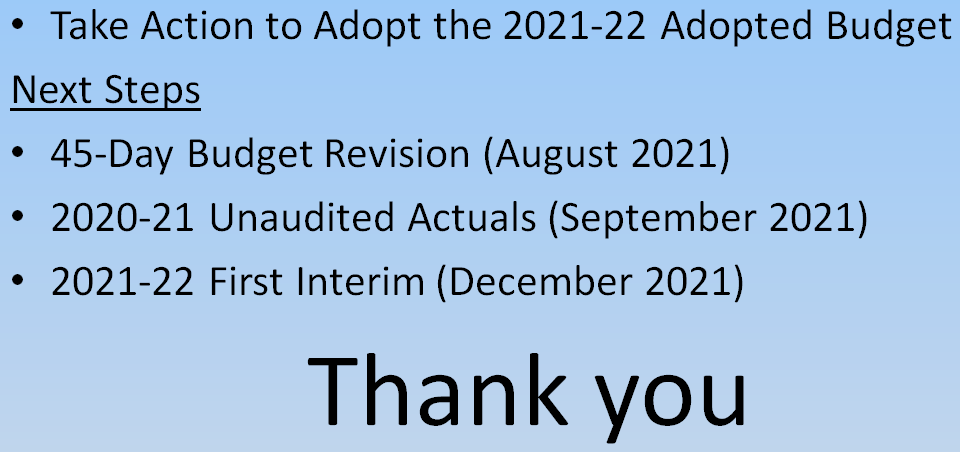 • Take Action to Adopt the 2021-22 Adopted Budget
Next Steps
• 45-Day Budget Revision (August 2021)
• 2020-21 Unaudited Actuals (September 2021)
• 2021-22 First Interim (December 2021)
Thank you